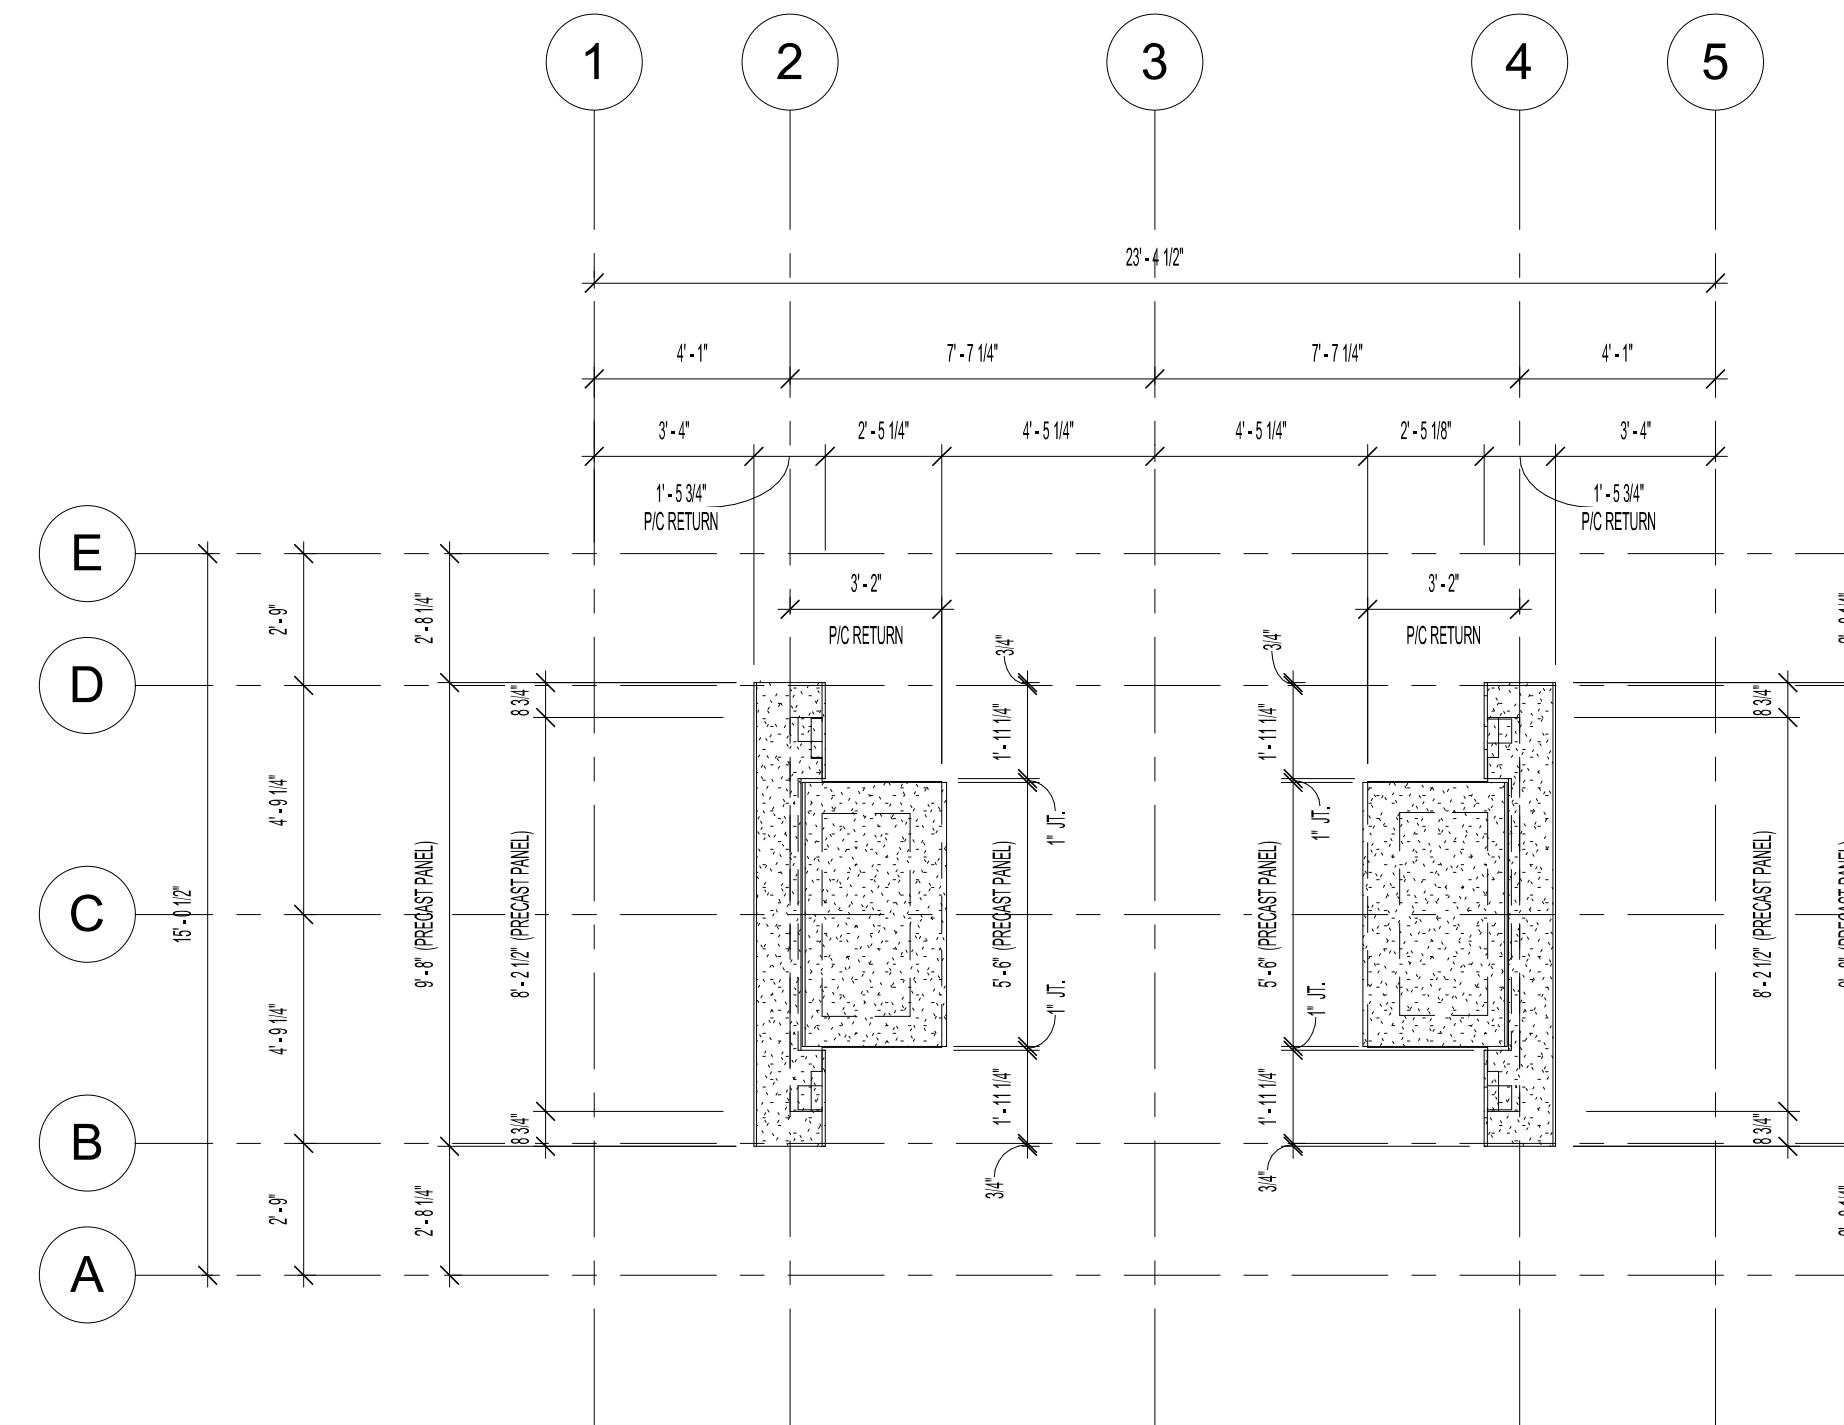 1 2 3 4 5
23' - 4 1/2"
4' - 1" 7' - 7 1/4" 7' - 7 1/4" 4' - 1"
3' - 4" 2' - 5 1/4" 4' - 5 1/4" 4' - 5 1/4" 2' - 5 1/8" 3' - 4"
1' - 5 3/4"
P/C RETURN
1' - 5 3/4"
P/C RETURN
3' - 2"
P/C RETURN
3' - 2"
P/C RETURN
E
D
C
B
A
15' - 0 1/2"
2' - 9"
4' - 9 1/4"
4' - 9 1/4"
2' - 9"
2' - 8 1/4"
9' - 8" (PRECAST PANEL)
2' - 8 1/4"
8 3/4"
8' - 2 1/2" (PRECAST PANEL)
8 3/4"
3/4"
1' - 11 1/4"
1" JT.
5' - 6" (PRECAST PANEL)
1" JT.
1' - 11 1/4"
3/4"
3/4"
1' - 11 1/4"
1" JT.
5' - 6" (PRECAST PANEL)
1" JT.
1' - 11 1/4"
3/4"
8 3/4"
8' - 2 1/2" (PRECAST PANEL)
8 3/4"